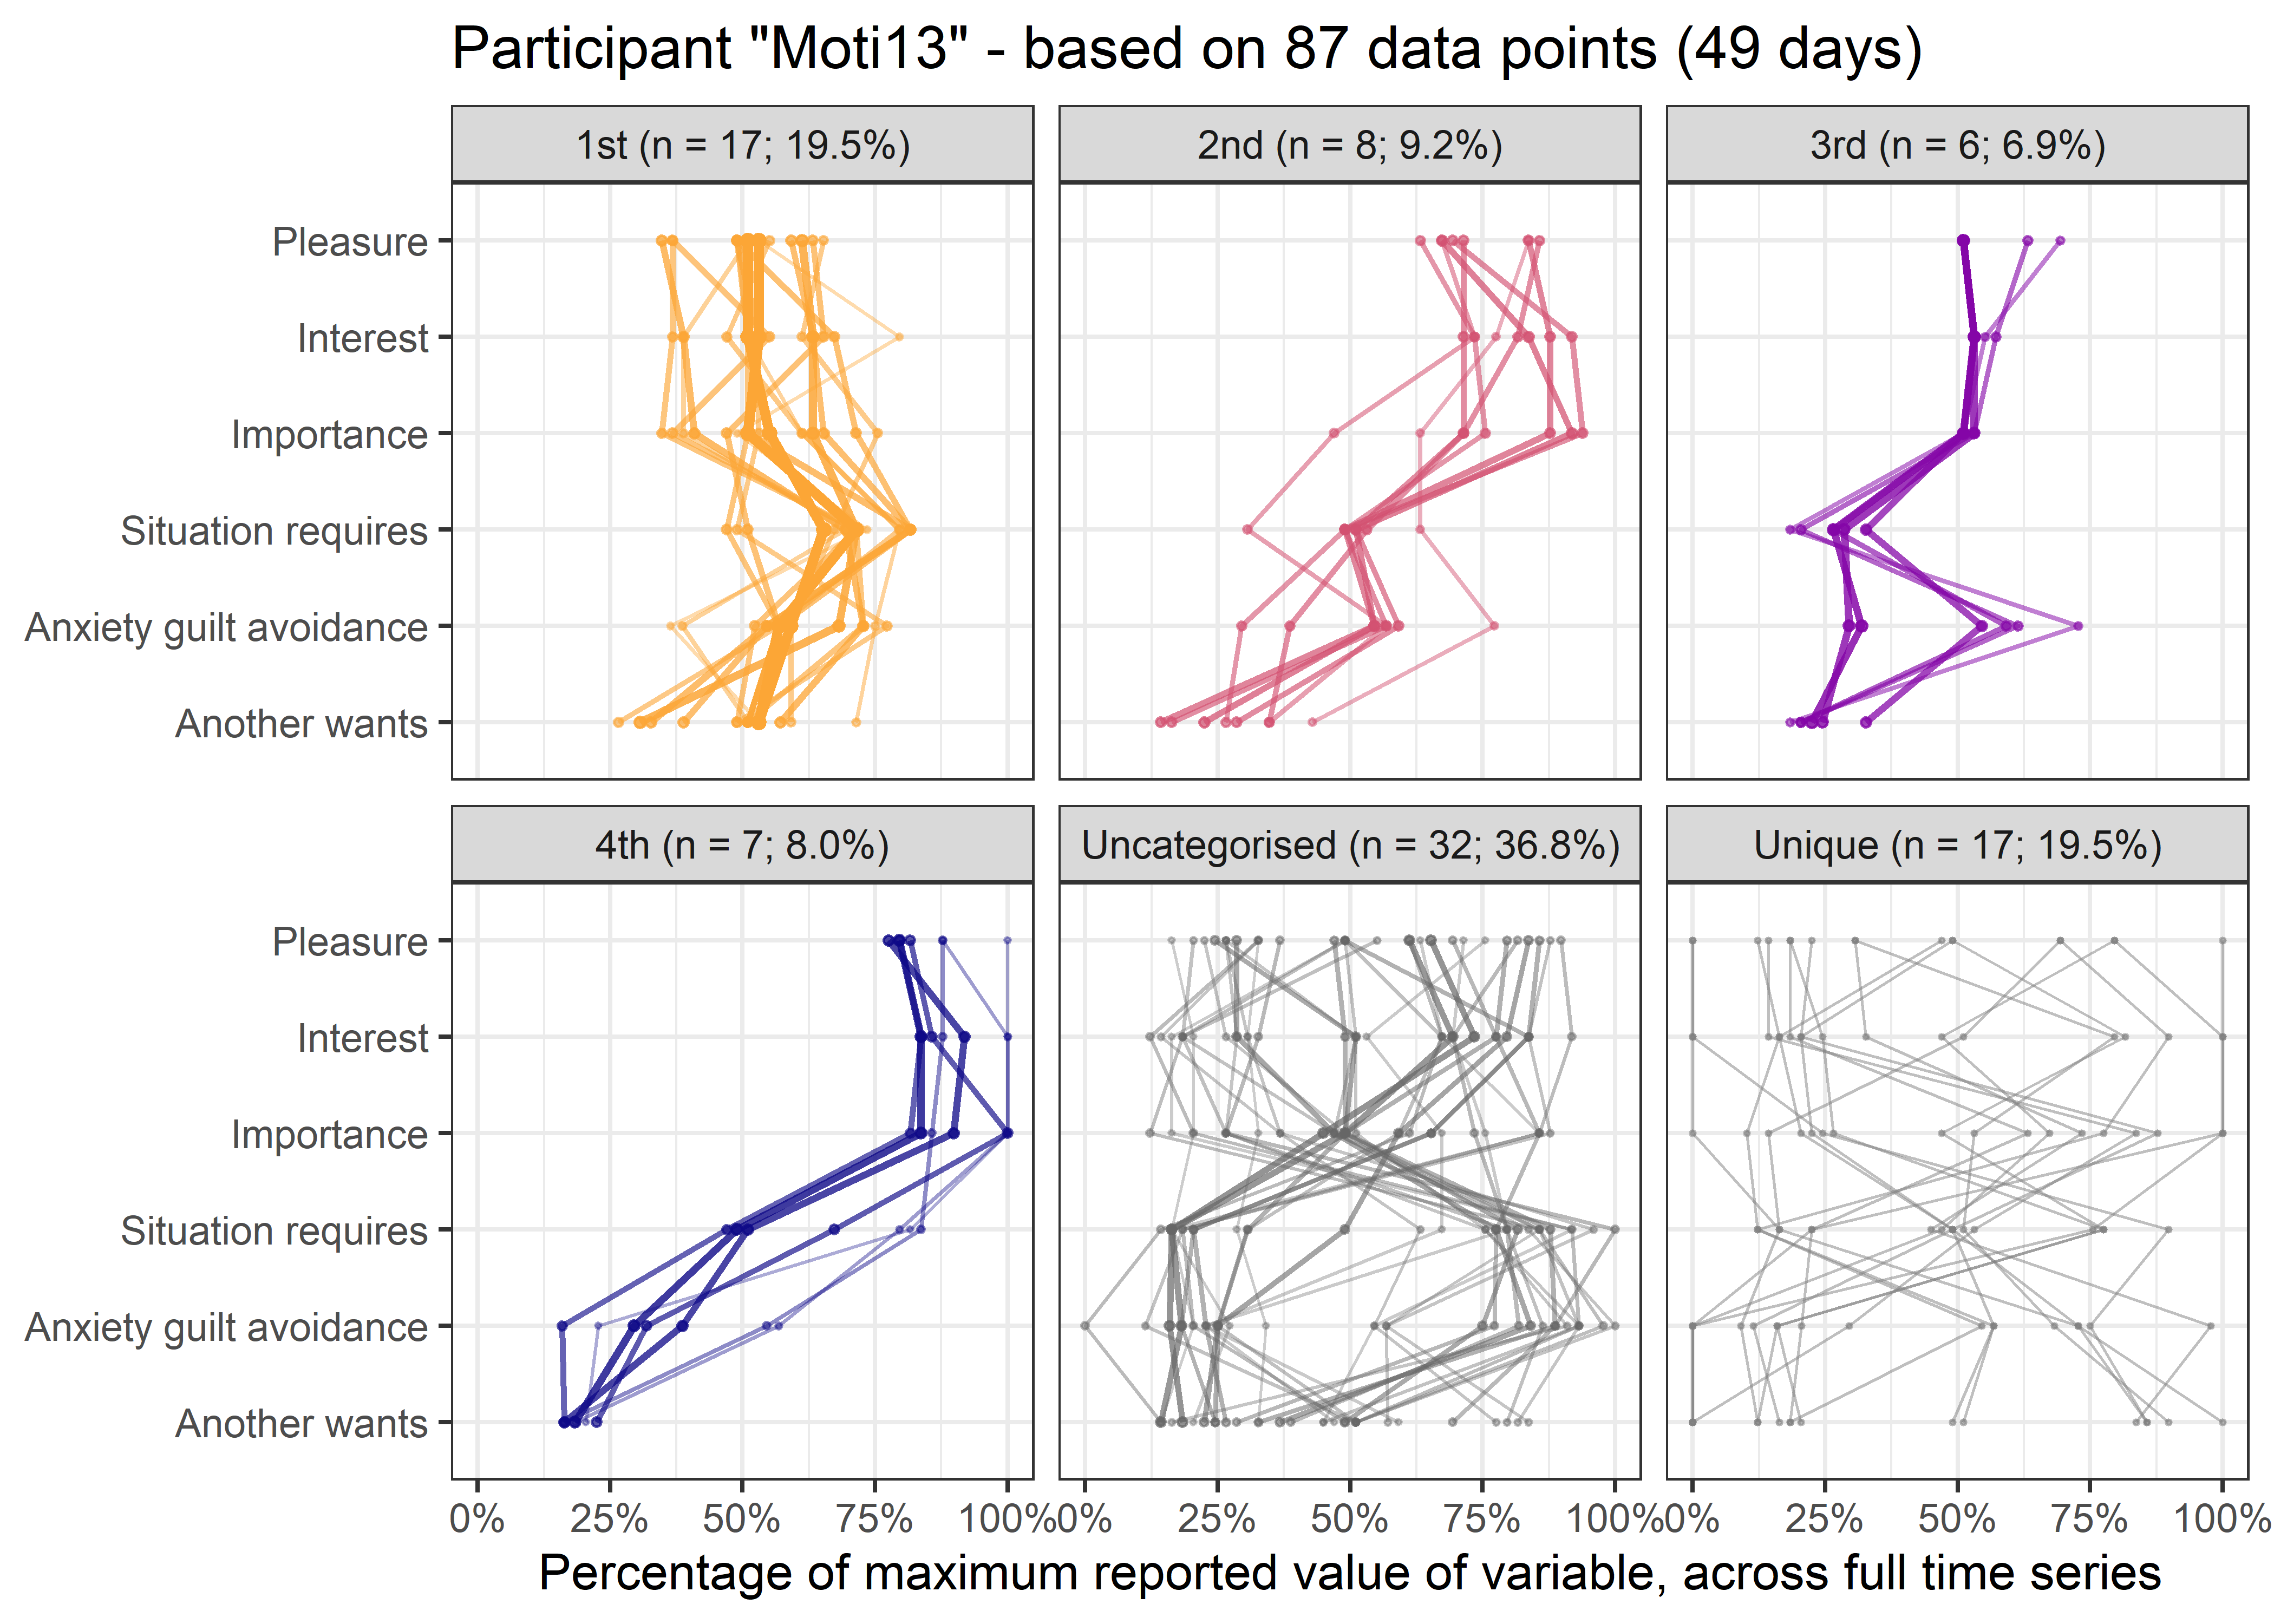 Participant "Moti13" - based on 87 data points (49 days)
1st (n = 17; 19.5%)
2nd (n = 8; 9.2%)
3rd (n = 6; 6.9%)
Pleasure
Interest
Importance
Situation requires
Anxiety guilt avoidance
Another wants
4th (n = 7; 8.0%)
Uncategorised (n = 32; 36.8%)
Unique (n = 17; 19.5%)
Pleasure
Interest
Importance
Situation requires
Anxiety guilt avoidance
Another wants
0% 25% 50% 75% 100%
0% 25% 50% 75% 100%
0% 25% 50% 75% 100%
Percentage of maximum reported value of variable, across full time series